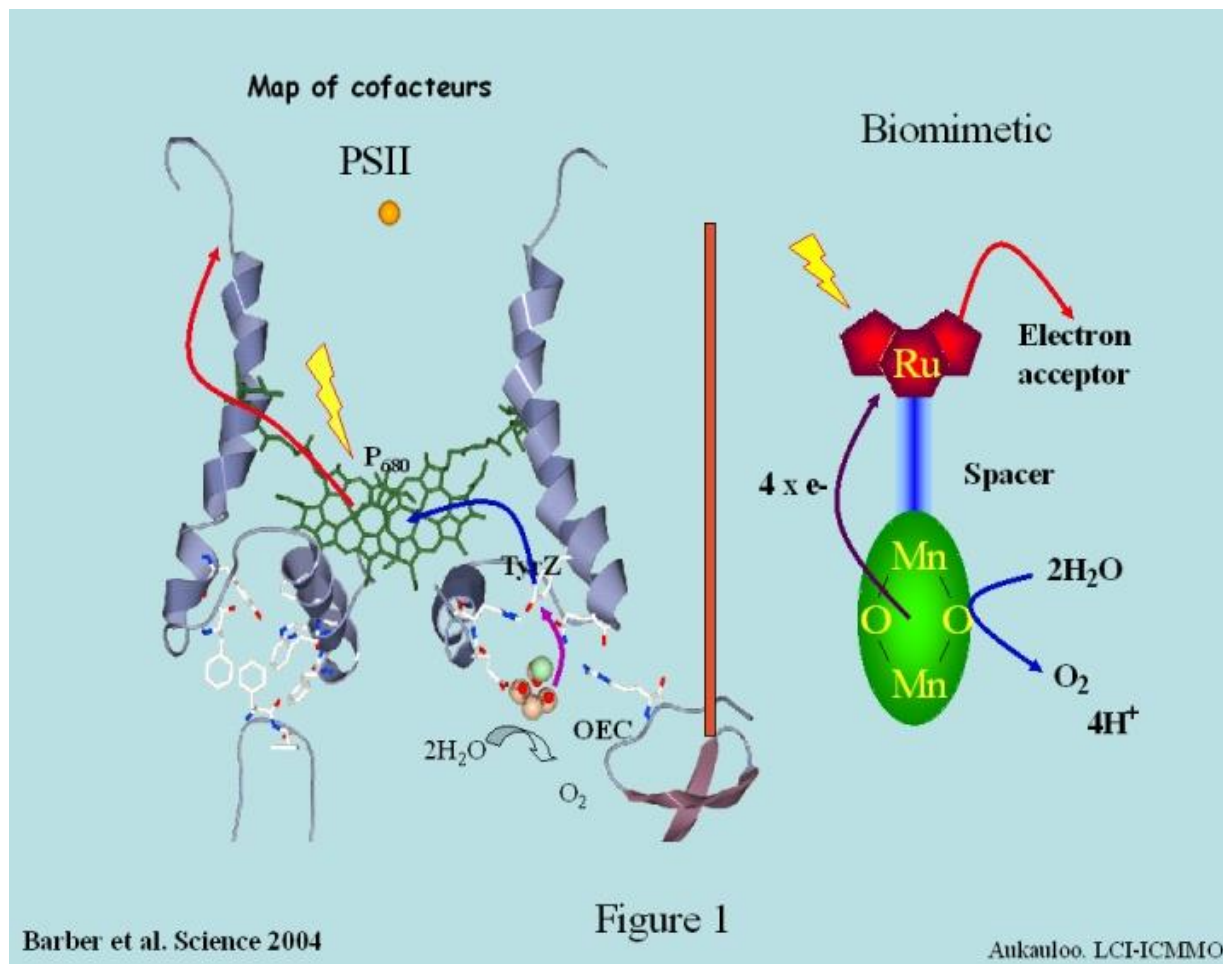 Map of cofacteurs
PSII
P680
TyrZ
OEC
2H2O
O2
Biomimetic
Ru
Electron
acceptor
4 x e-
Spacer
Mn
O O
Mn
2H2O
O2
4H+
Figure 1
Barber et al. Science 2004
Aukauloo. LCI-ICMMO